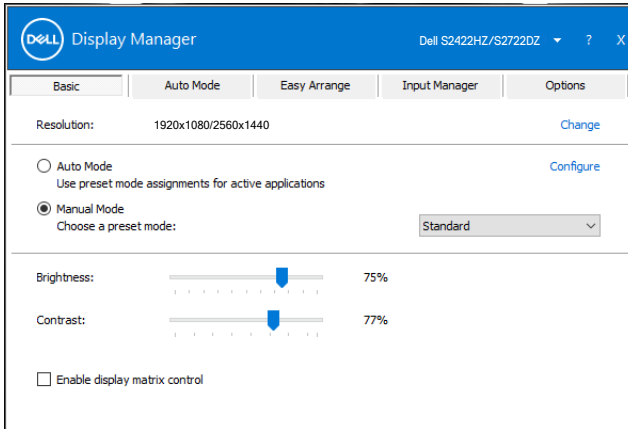 DELL Display Manager
Dell S2422HZ/S2722DZ ? X
Basic Auto Mode Easy Arrange Input Manager Options
Resolution: 1920x1080/2560x1440 Change
Auto Mode Configure
Use preset mode assignments for active applications
Manual Mode
Choose a preset mode: Standard
Brightness: 75%
Contrast: 77%
Enable display matrix control